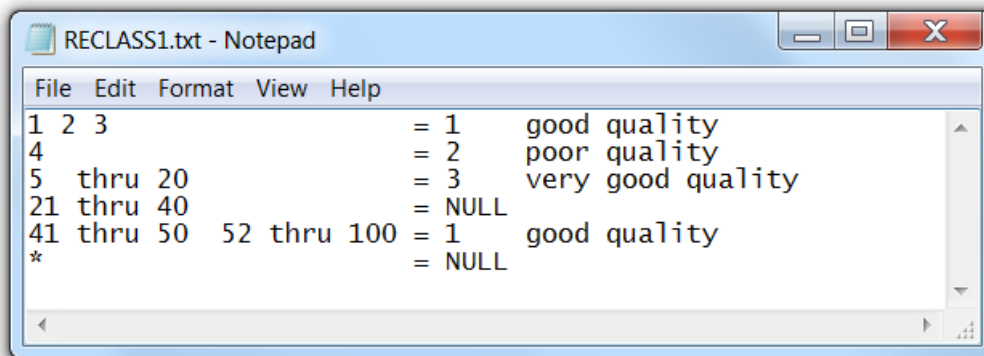 RECLASS1.txt - Notepad
File Edit Format View Help
1 2 3 = 1 good quality
4 = 2 poor quality
5 thru 20 = 3 very good quality
21 thru 40 = NULL
41 thru 50 52 thru 100 = 1 good quality
* = NULL